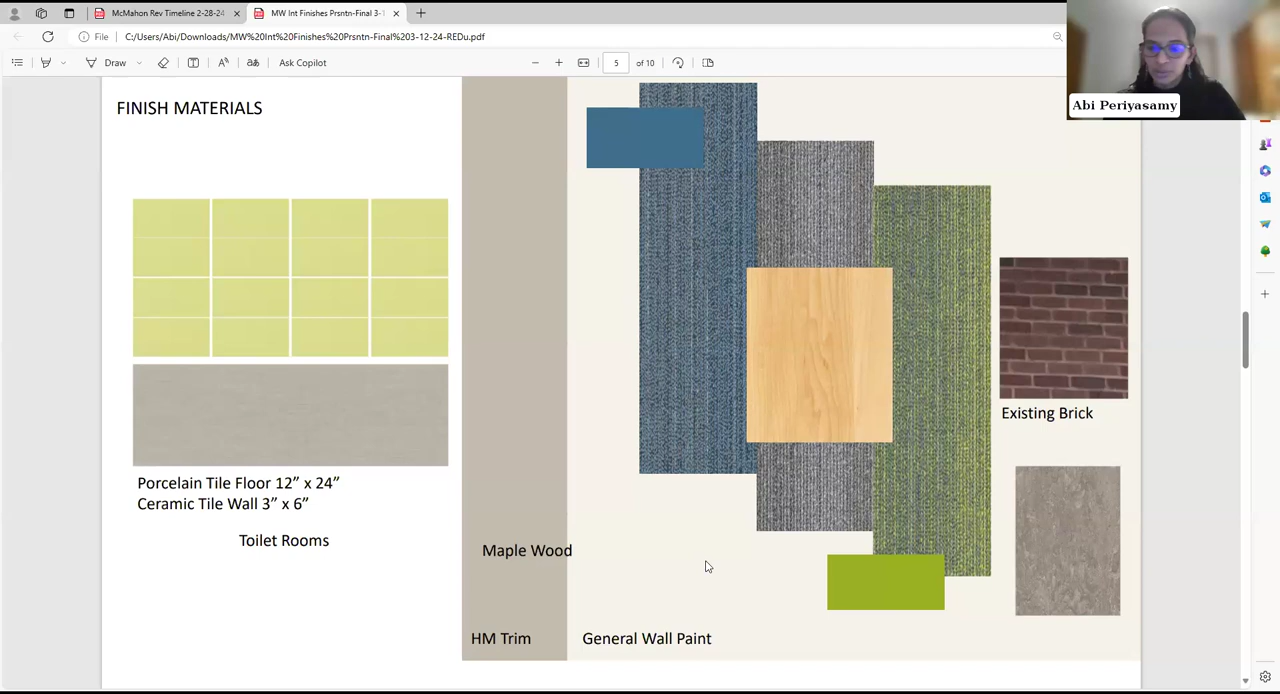 McMahon Rev Timeline 2-28-24
MW Int Finishes Prsntn-Final 3-1
File
C:/Users/Abi/Downloads/MW%20Int%20Finishes%20Prsntn-Final%203-12-24-REDu.pdf
Draw
Ask Copilot
5
of 10
Abi Periyasamy
FINISH MATERIALS
Existing Brick
Porcelain Tile Floor 12” x 24”
Ceramic Tile Wall 3” x 6”
Toilet Rooms
Maple Wood
HM Trim
General Wall Paint